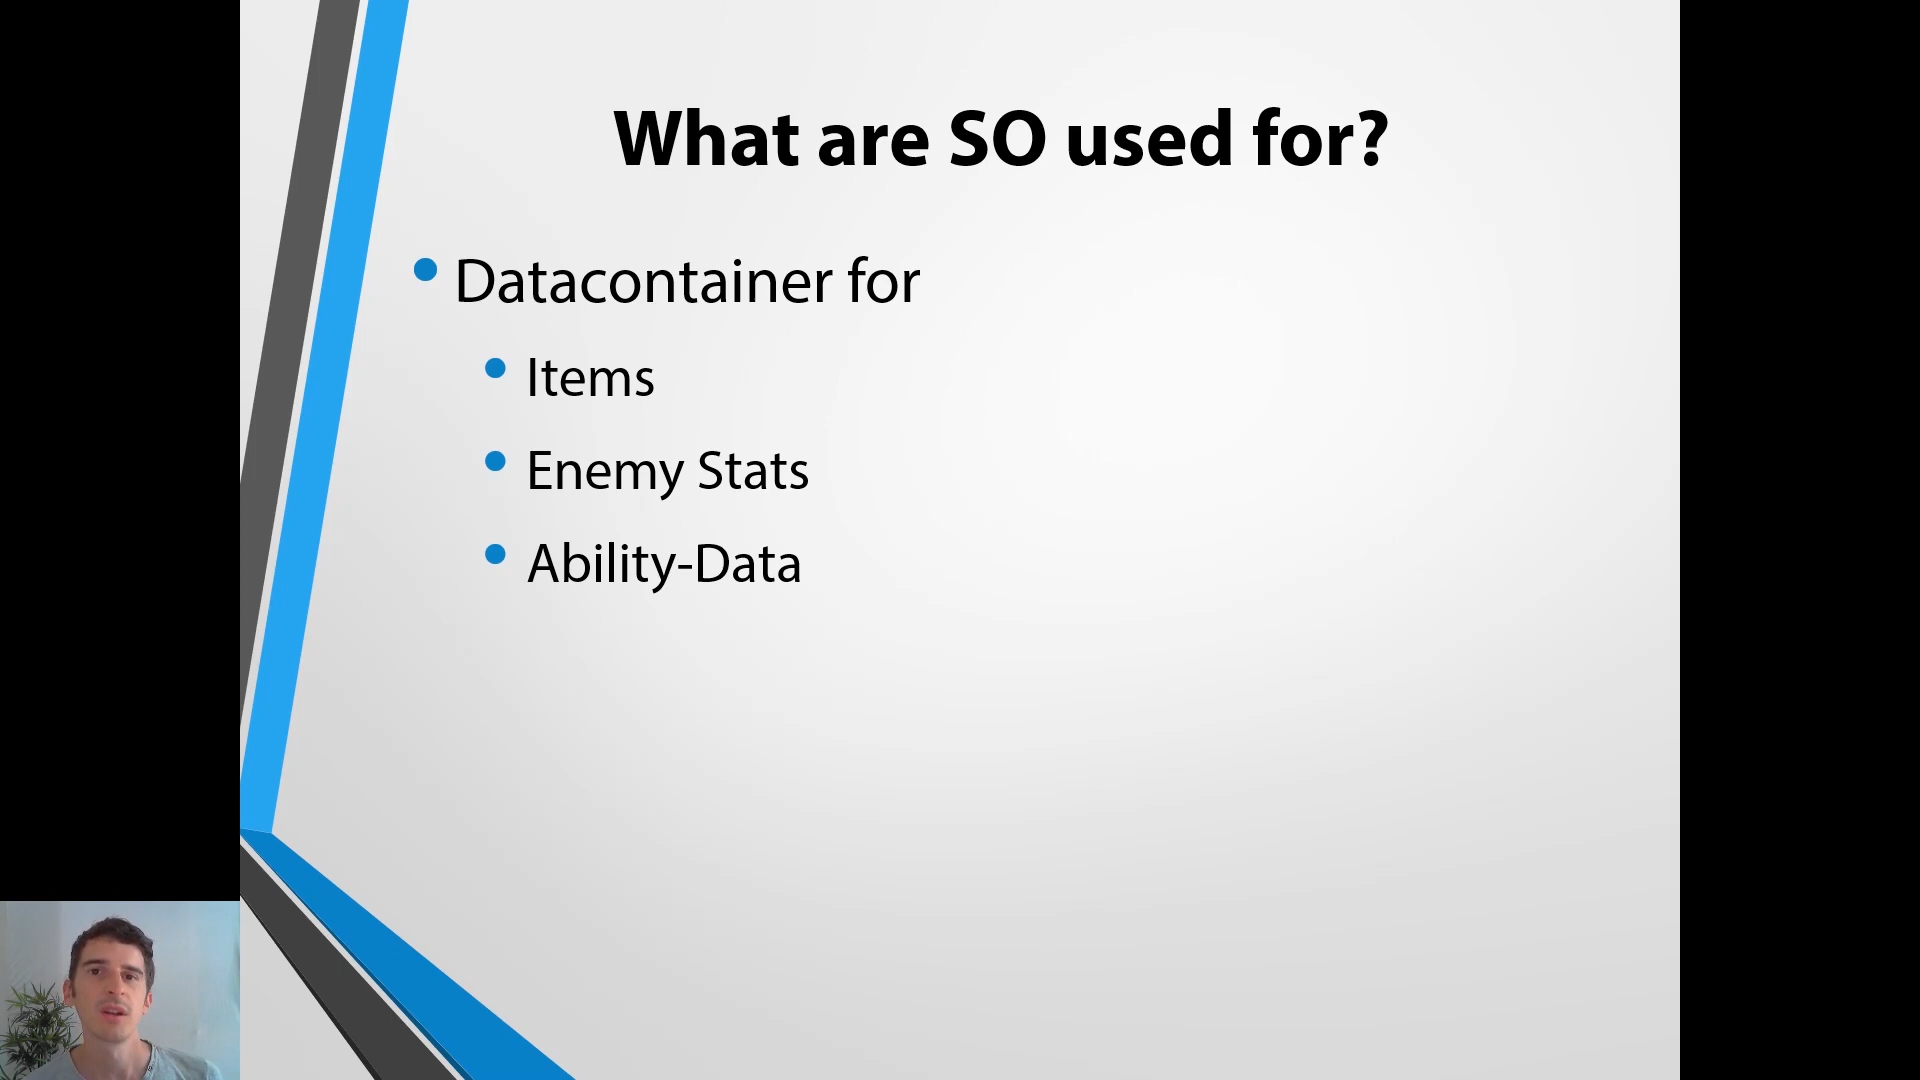 What are SO used for?
Datacontainer for
Items
Enemy Stats
Ability-Data